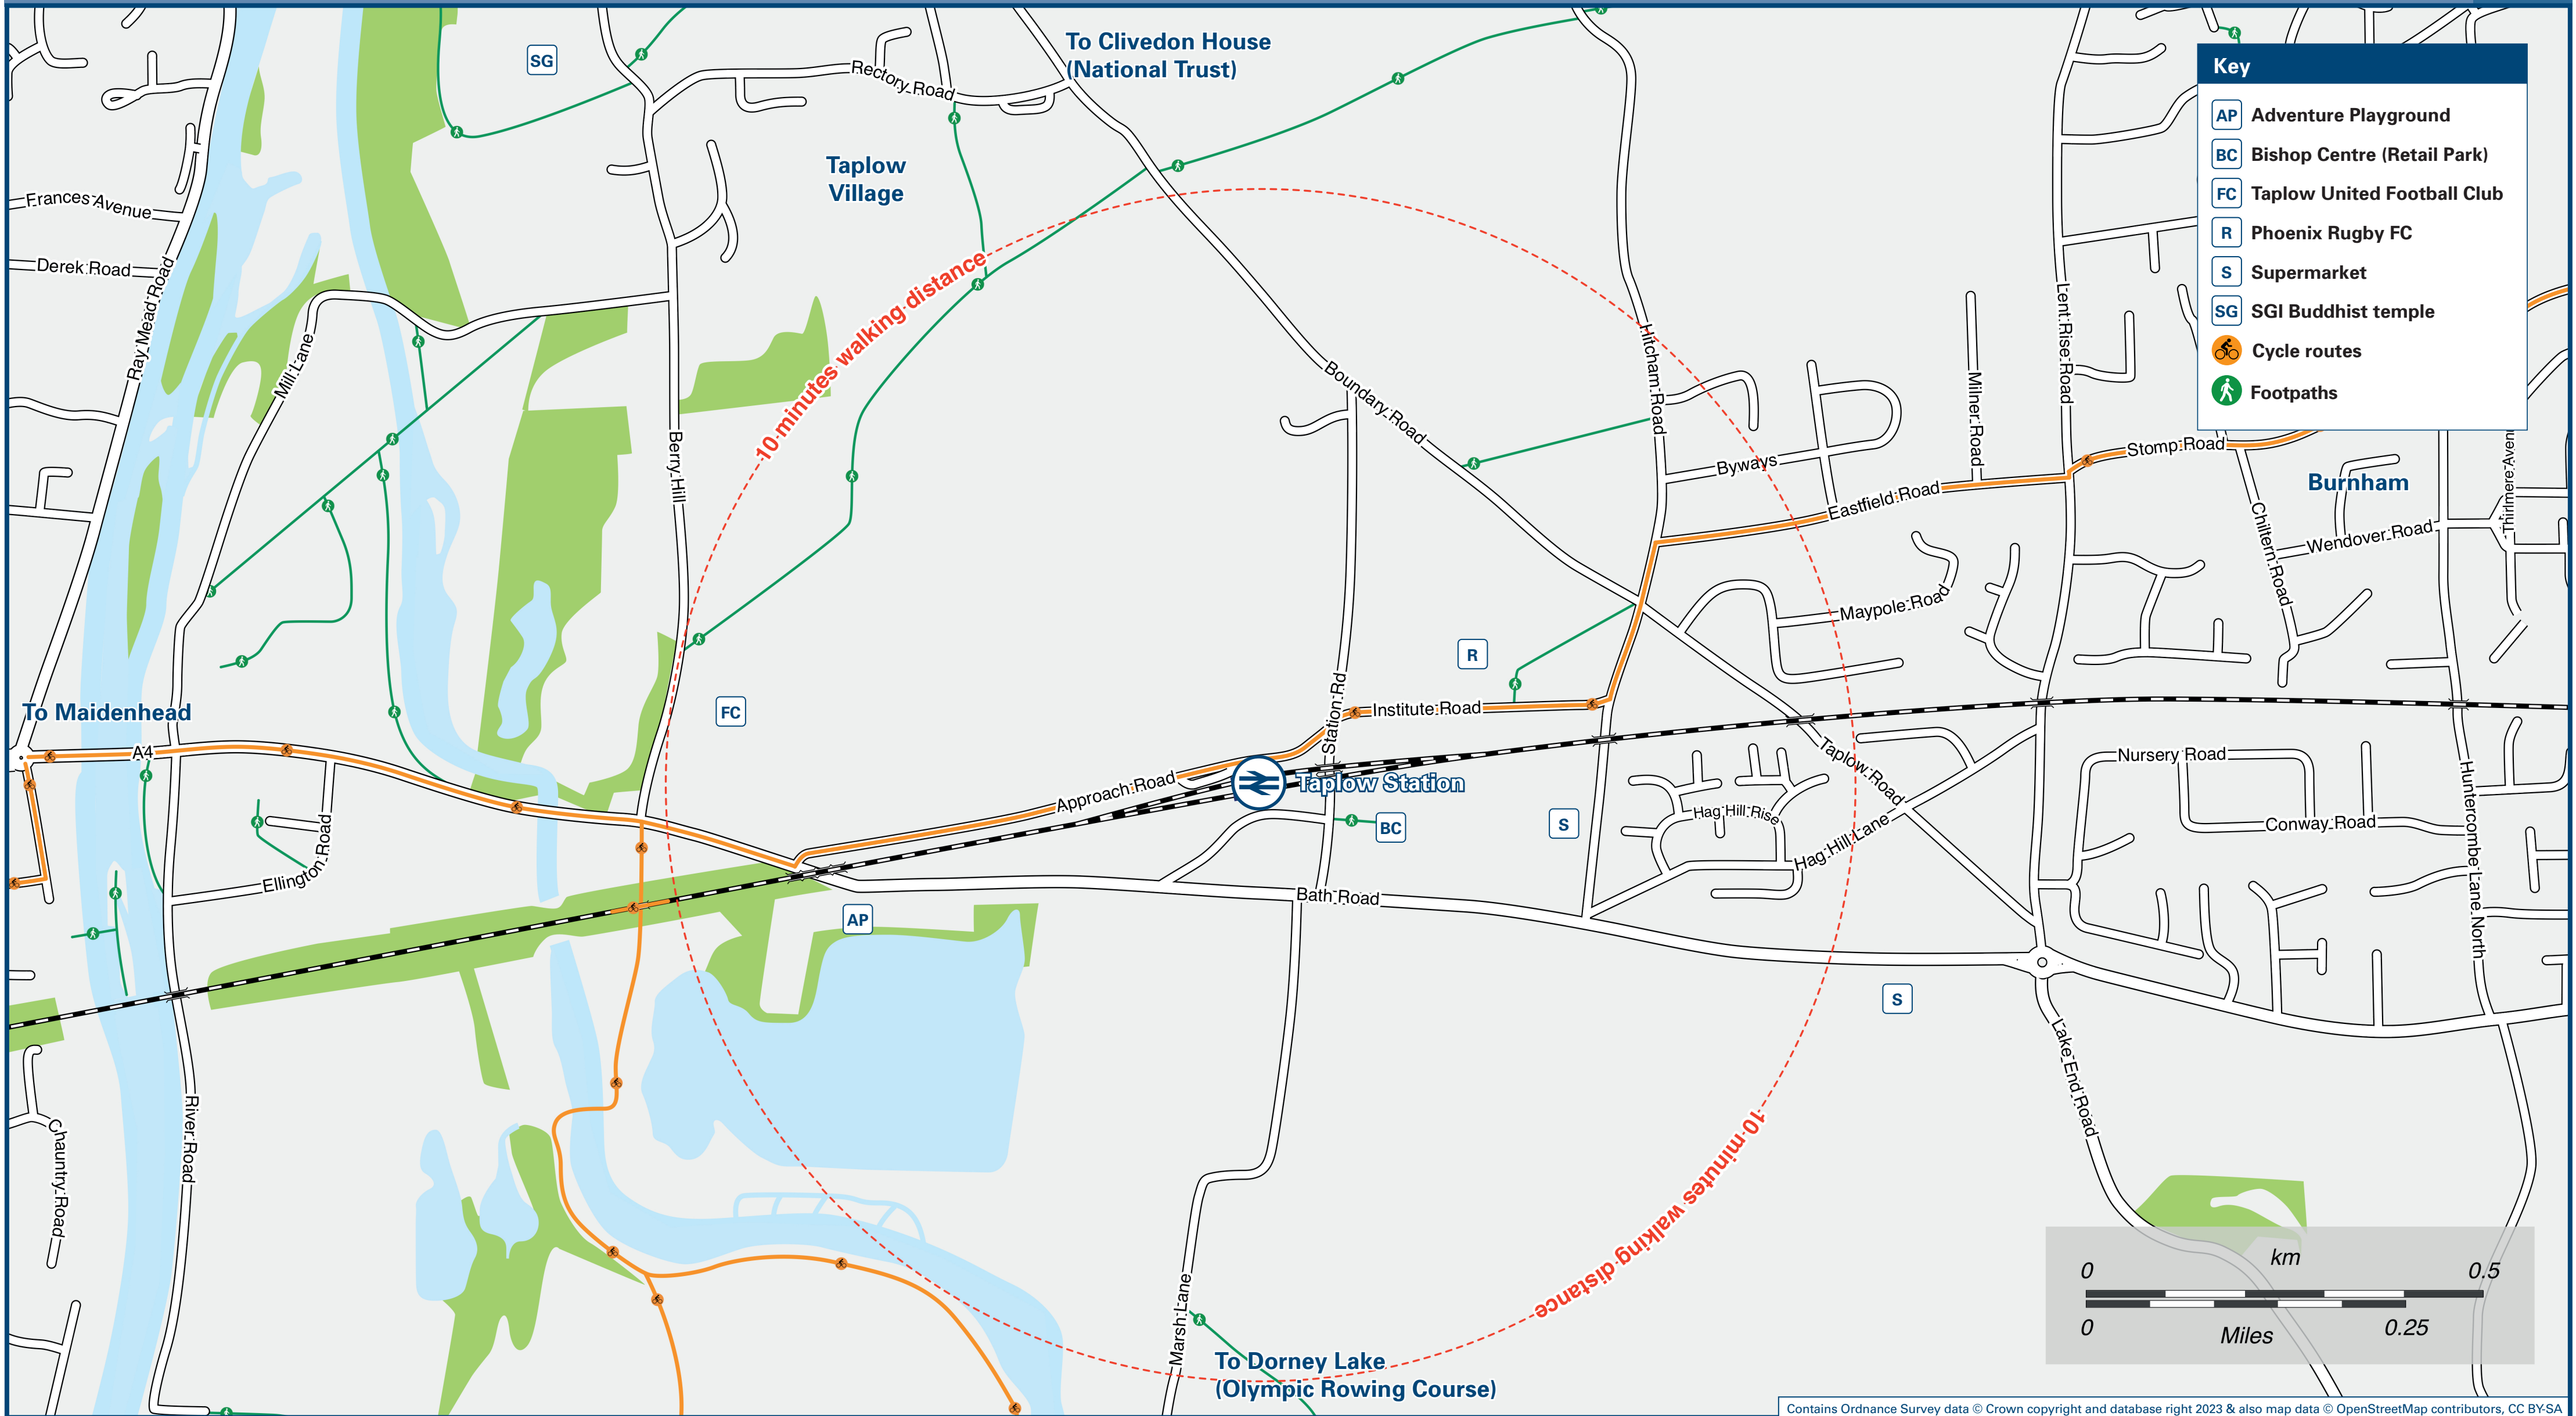 To Clivedon House
(National Trust)
SG
Rectory Road
Taplow
Village
Frances Avenue
Derek Road
Ray Mead Road
Mill Lane
Berry Hill
10 minutes walking distance
Boundary Road
Hitcham Road
Byways
Milner Road
Lent Rise Road
Eastfield Road
Stomp Road
Burnham
Wendover Road
Chiltern Road
Maypole Road
Key
AP Adventure Playground
BC Bishop Centre (Retail Park)
FC Taplow United Football Club
R Phoenix Rugby FC
S Supermarket
SG SGI Buddhist temple
Cycle routes
Footpaths
To Maidenhead
A4
FC
R
Station Rd
Institute Road
Approach Road
Taplow Station
BC
S
Hag Hill Rise
Hag Hill Lane
Taplow Road
Nursery Road
Conway Road
Huntercombe Lane North
Ellington Road
AP
Bath Road
S
River Road
Chauntry Road
Lake End Road
10 minutes walking distance
Marsh Lane
To Dorney Lake
(Olympic Rowing Course)
km
0 0.5
0 Miles 0.25
Contains Ordnance Survey data © Crown copyright and database right 2023 & also map data © OpenStreetMap contributors, CC BY-SA